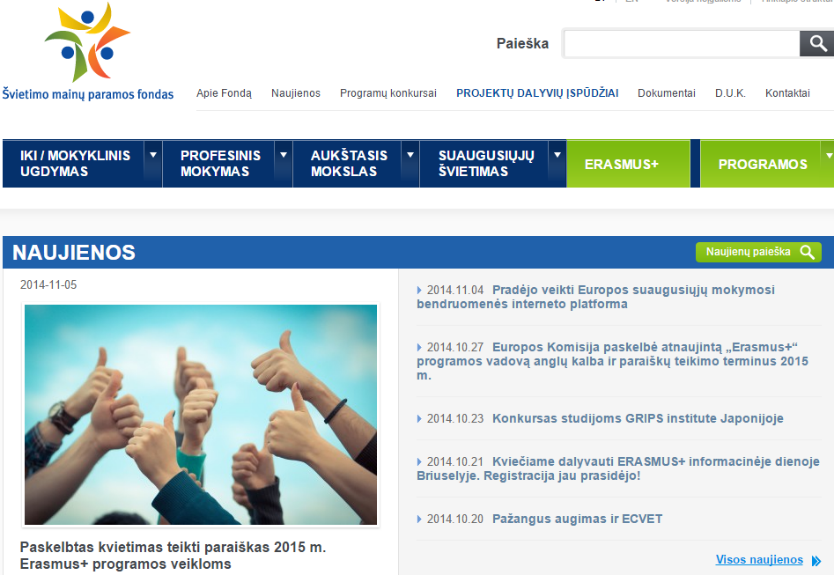 Paieška
Švietimo mainų paramos fondas
Apie Fondą Naujienos Programų konkursai PROJEKTŲ DALYVIŲ ĮSPŪDŽIAI Dokumentai D.U.K. Kontaktai
IKI / MOKYKLINIS
UGDYMAS
PROFESINIS
MOKYMAS
AUKŠTASIS
MOKSLAS
SUAUGUSIŲJŲ
ŠVIETIMAS
ERASMUS+
PROGRAMOS
NAUJIENOS
Naujienų paieška
2014-11-05
Paskelbtas kvietimas teikti paraiškas 2015 m.
Erasmus+ programos veikloms
2014.11.04 Pradėjo veikti Europos suaugusiųjų mokymosi
bendruomenės interneto platforma
2014.10.27 Europos Komisija paskelbė atnaujintą „Erasmus+“
programos vadovą anglų kalba ir paraiškų teikimo terminus 2015
m.
2014.10.23 Konkursas studijoms GRIPS institute Japonijoje
2014.10.21 Kviečiame dalyvauti ERASMUS+ informacinėje dienoje
Briuselyje. Registracija jau prasidėjo!
2014.10.20 Pažangus augimas ir ECVET
Visos naujienos